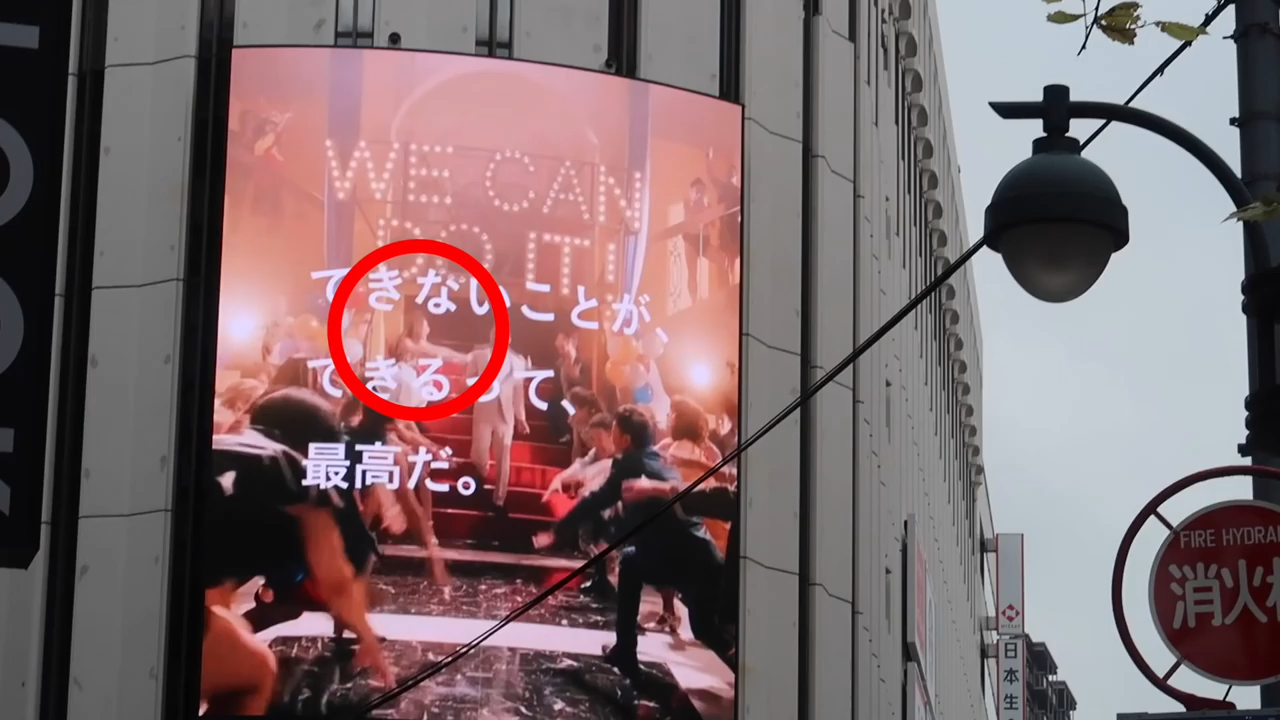 WE CAN
DO IT!
できないことが、
できるって、
最高だ。
FIRE HYDRA
消火
nissay
日本生